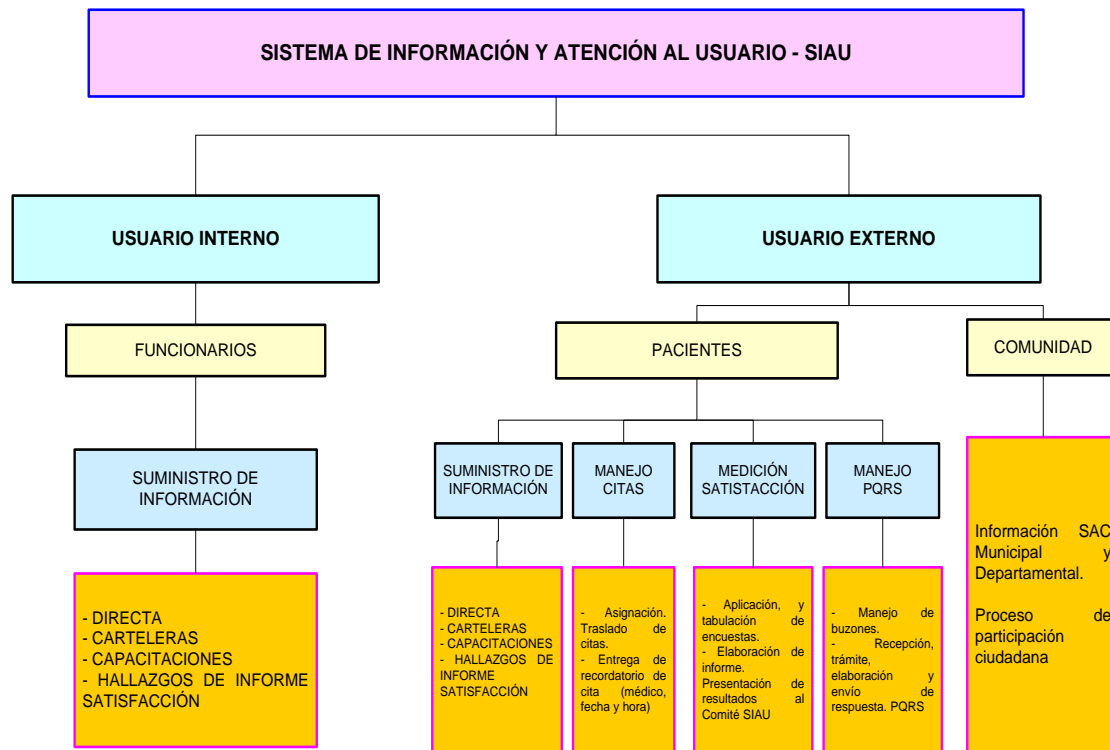 SISTEMA DE INFORMACIÓN Y ATENCIÓN AL USUARIO - SIAU
USUARIO INTERNO
USUARIO EXTERNO
FUNCIONARIOS
PACIENTES
COMUNIDAD
SUMINISTRO DE
INFORMACIÓN
SUMINISTRO DE
INFORMACIÓN
MANEJO
CITAS
MEDICIÓN
SATISTACCIÓN
MANEJO
PQRS
- DIRECTA
- CARTELERAS
- CAPACITACIONES
- HALLAZGOS DE INFORME
SATISFACCIÓN
- DIRECTA
- CARTELERAS
- CAPACITACIONES
- HALLAZGOS DE
INFORME
SATISFACCIÓN
- Asignación.
Traslado de
citas.
- Entrega de
recordatorio de
cita (médico,
fecha y hora)
- Aplicación, y
tabulación de
encuestas.
- Elaboración de
informe.
Presentación de
resultados al
Comité SIAU
- Manejo de
buzones.
- Recepción,
trámite,
elaboración y
envío de
respuesta. PQRS
Información SAC
Municipal y
Departamental.
Proceso de
participación
ciudadana